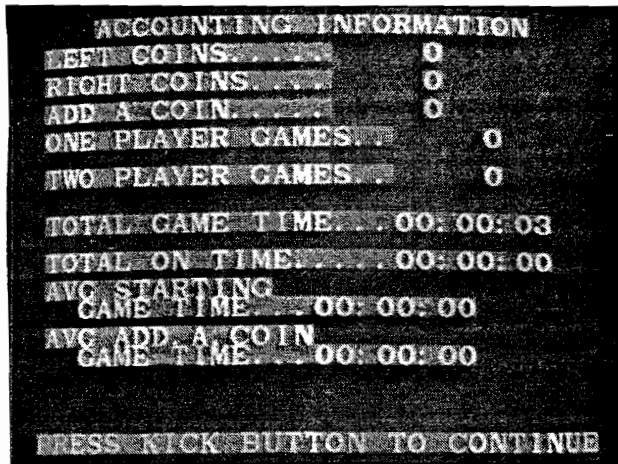 ACCOUNTING INFORMATION
LEFT COINS..... 0
RIGHT COINS.... 0
ADD A COIN..... 0
ONE PLAYER GAMES.. 0
TWO PLAYER GAMES.. 0
TOTAL GAME TIME...00:00:03
TOTAL ON TIME.....00:00:00
AVG STARTING
GAME TIME...00:00:00
AVG ADD A COIN
GAME TIME...00:00:00
PRESS KICK BUTTON TO CONTINUE